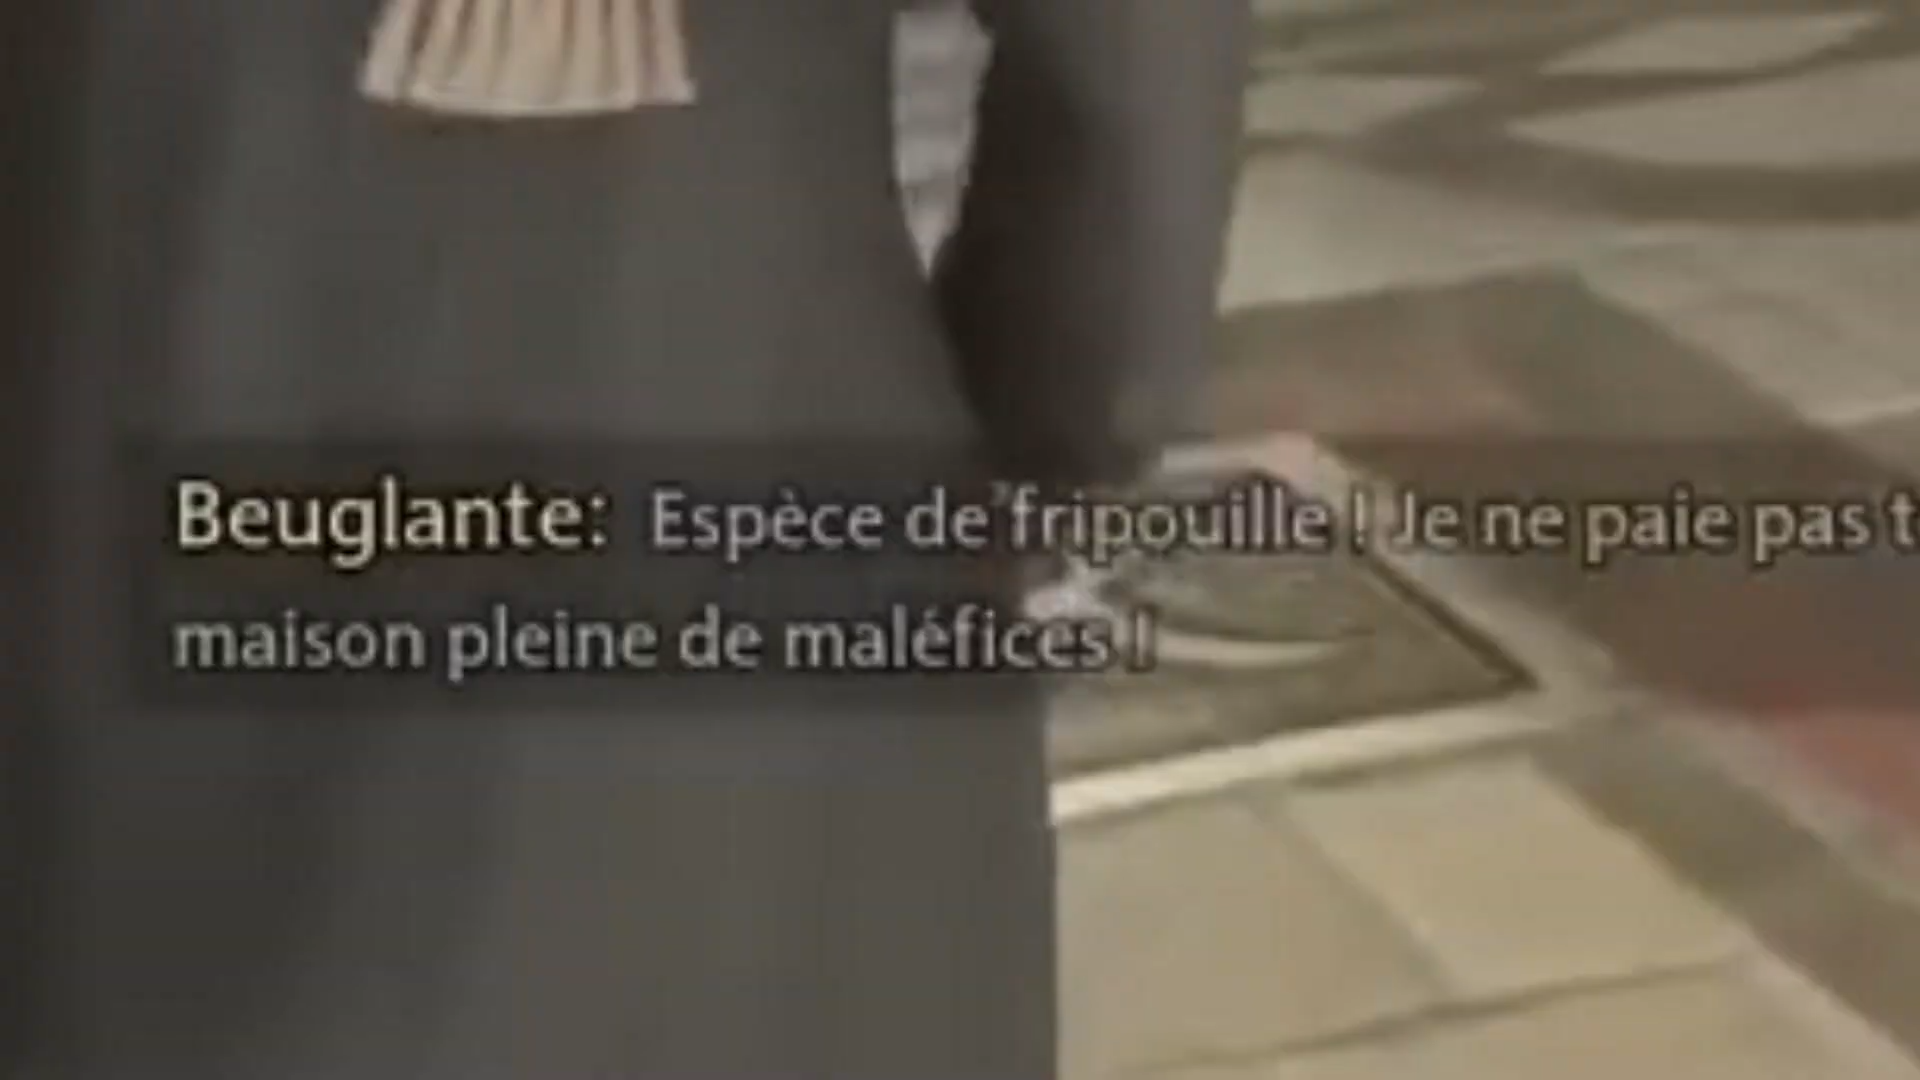 Beuglante: Espèce de fripouille ! Je ne paie pas
maison pleine de maléfices !